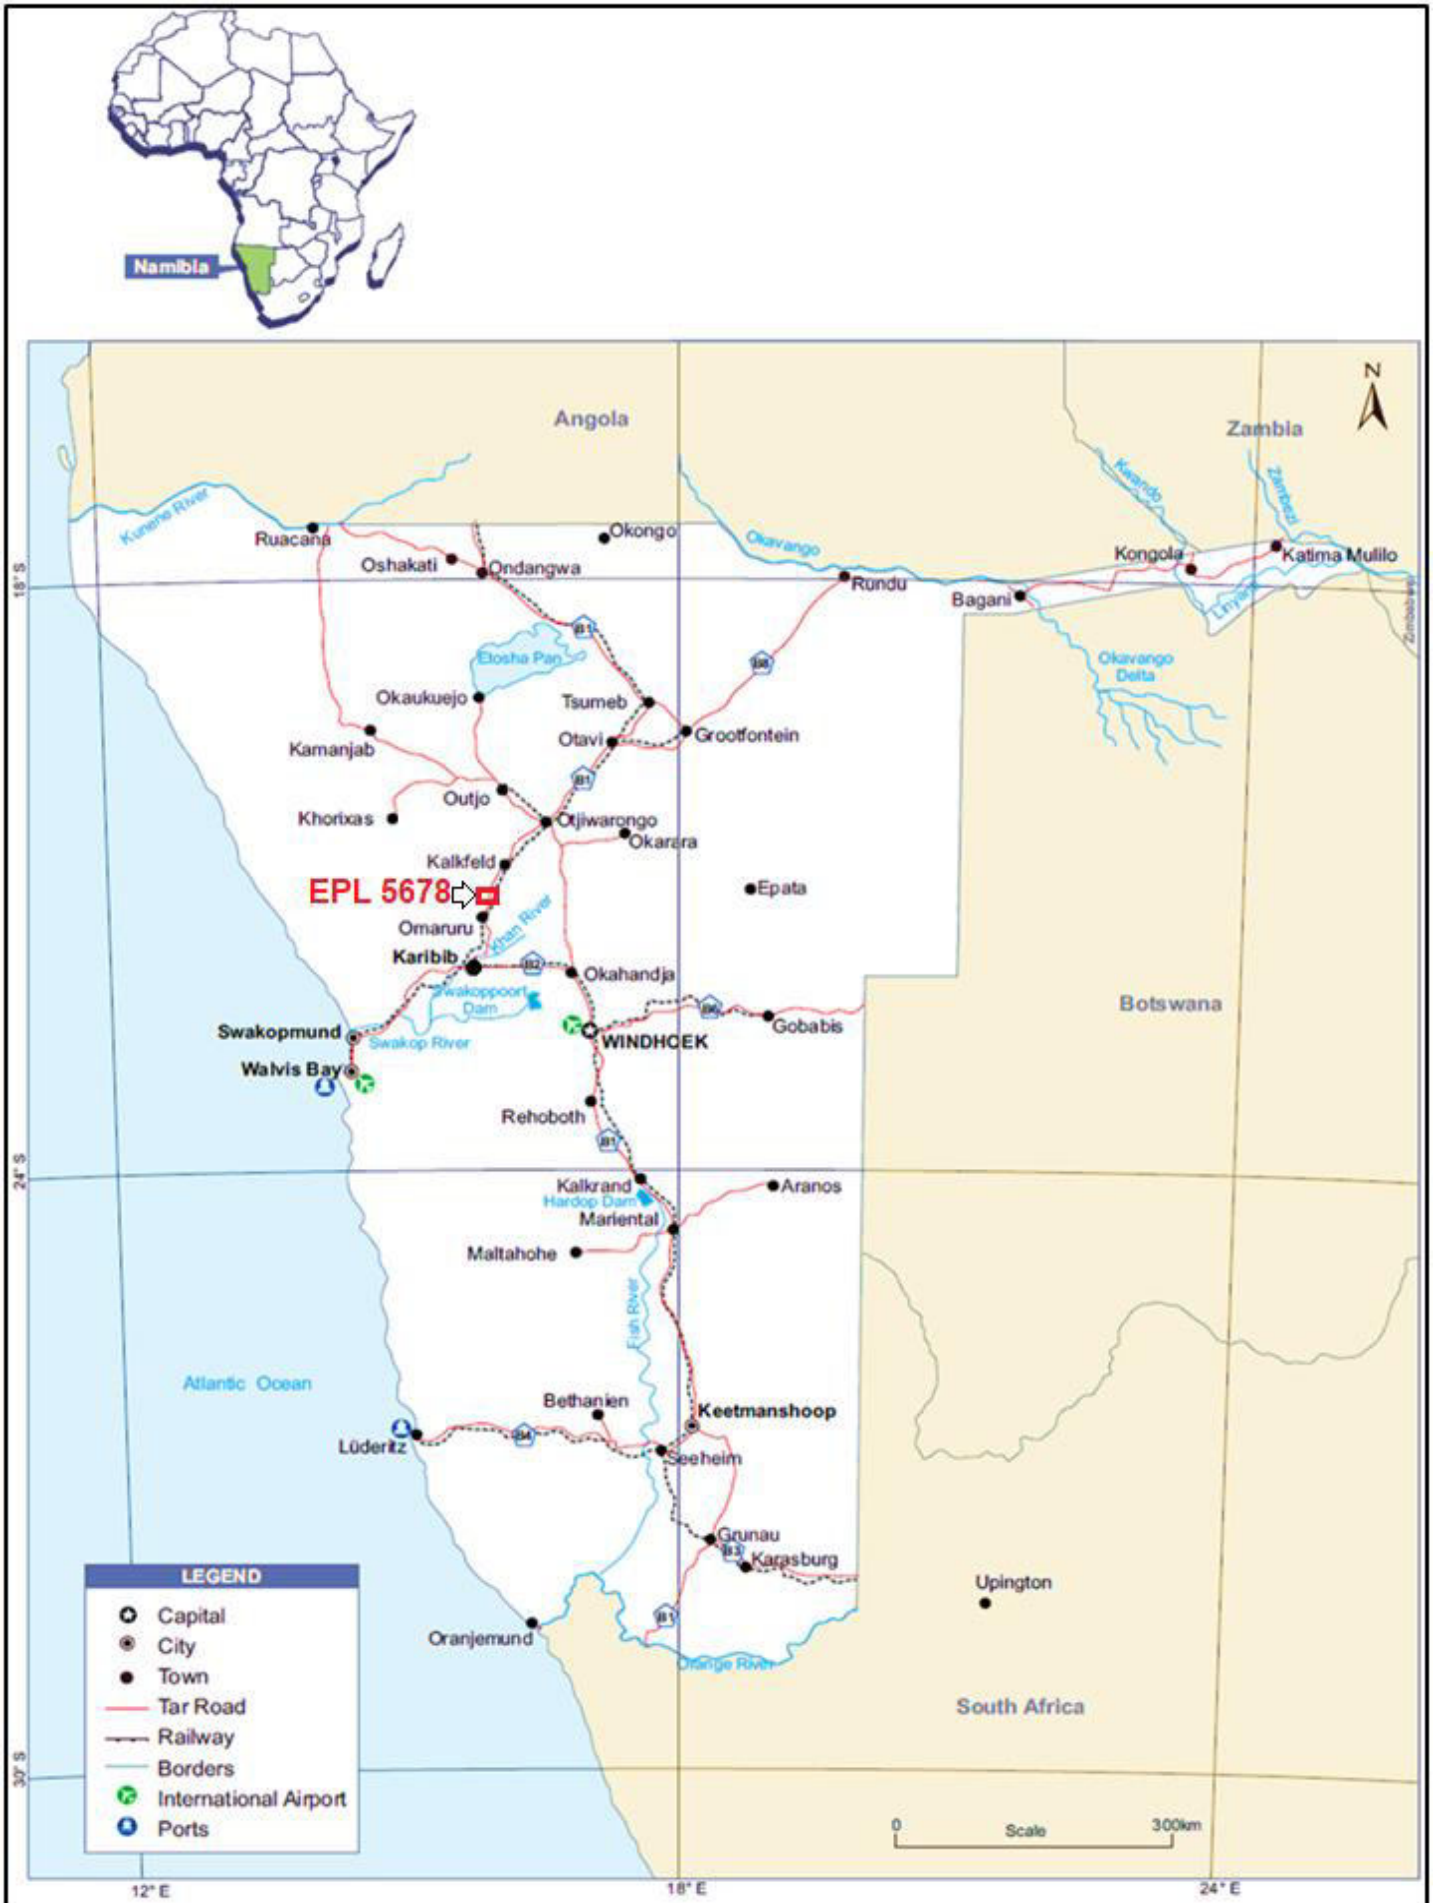 Namibia
N
Angola
Zambia
Kwando
Zambezi
Kunene River
Ruacana
Okongo
Okavango
Kongola
Katima Mulilo
Oshakati
Ondangwa
Rundu
Bagani
Linyanti
Zimbabwe
18° S
B1
Etosha Pan
B8
Okavango
Delta
Okaukuejo
Tsumeb
Kamanjab
Otavi
Grootfontein
B1
Outjo
Khorixas
Otjiwarongo
Okarara
Kalkfeld
EPL 5678
Epata
Omaruru
Khan River
Karibib
B2
Okahandja
Swakoppoort
Dam
Botswana
B6
Gobabis
Swakopmund
Swakop River
WINDHOEK
Walvis Bay
Rehoboth
B1
24° S
Kalkrand
Aranos
Hardop Dam
Mariental
Maltahohe
Fish River
Atlantic Ocean
Bethanien
Keetmanshoop
B4
Lüderitz
Seeheim
Grunau
B3
Karasburg
Upington
B1
Oranjemund
Orange River
South Africa
LEGEND
Capital
City
Town
Tar Road
Railway
Borders
International Airport
Ports
30° S
0
Scale
300km
12° E
18° E
24° E